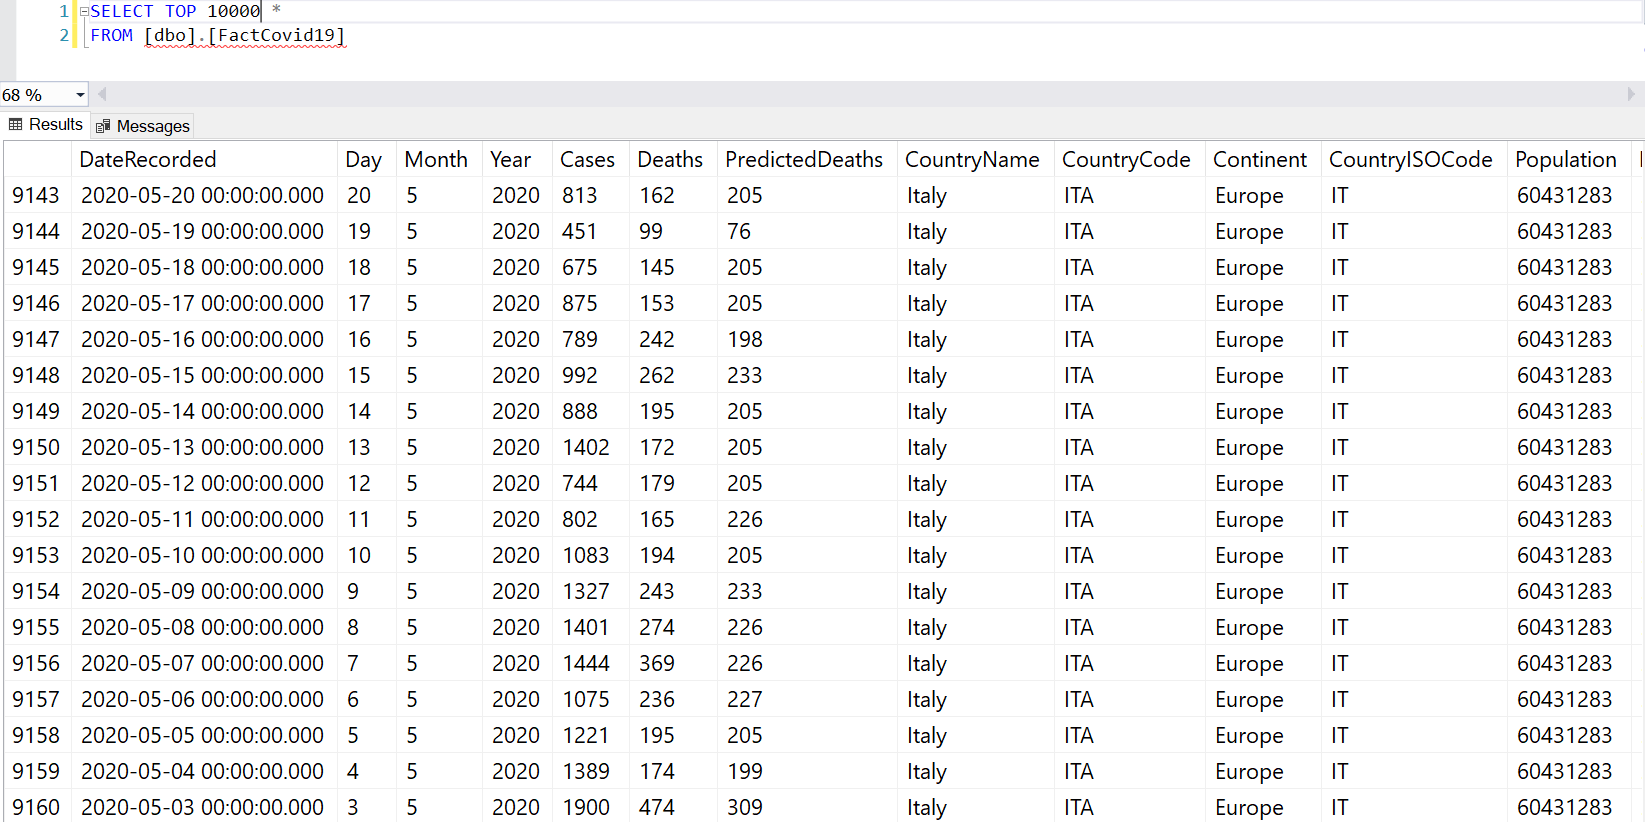 1 SELECT TOP 10000 *
2 FROM [dbo].[FactCovid19]
68 %
Results Messages
DateRecorded Day Month Year Cases Deaths PredictedDeaths CountryName CountryCode Continent CountryISOCode Population
9143 2020-05-20 00:00:00.000 20 5 2020 813 162 205 Italy ITA Europe IT 60431283
9144 2020-05-19 00:00:00.000 19 5 2020 451 99 76 Italy ITA Europe IT 60431283
9145 2020-05-18 00:00:00.000 18 5 2020 675 145 205 Italy ITA Europe IT 60431283
9146 2020-05-17 00:00:00.000 17 5 2020 875 153 205 Italy ITA Europe IT 60431283
9147 2020-05-16 00:00:00.000 16 5 2020 789 242 198 Italy ITA Europe IT 60431283
9148 2020-05-15 00:00:00.000 15 5 2020 992 262 233 Italy ITA Europe IT 60431283
9149 2020-05-14 00:00:00.000 14 5 2020 888 195 205 Italy ITA Europe IT 60431283
9150 2020-05-13 00:00:00.000 13 5 2020 1402 172 205 Italy ITA Europe IT 60431283
9151 2020-05-12 00:00:00.000 12 5 2020 744 179 205 Italy ITA Europe IT 60431283
9152 2020-05-11 00:00:00.000 11 5 2020 802 165 226 Italy ITA Europe IT 60431283
9153 2020-05-10 00:00:00.000 10 5 2020 1083 194 205 Italy ITA Europe IT 60431283
9154 2020-05-09 00:00:00.000 9 5 2020 1327 243 233 Italy ITA Europe IT 60431283
9155 2020-05-08 00:00:00.000 8 5 2020 1401 274 226 Italy ITA Europe IT 60431283
9156 2020-05-07 00:00:00.000 7 5 2020 1444 369 226 Italy ITA Europe IT 60431283
9157 2020-05-06 00:00:00.000 6 5 2020 1075 236 227 Italy ITA Europe IT 60431283
9158 2020-05-05 00:00:00.000 5 5 2020 1221 195 205 Italy ITA Europe IT 60431283
9159 2020-05-04 00:00:00.000 4 5 2020 1389 174 199 Italy ITA Europe IT 60431283
9160 2020-05-03 00:00:00.000 3 5 2020 1900 474 309 Italy ITA Europe IT 60431283